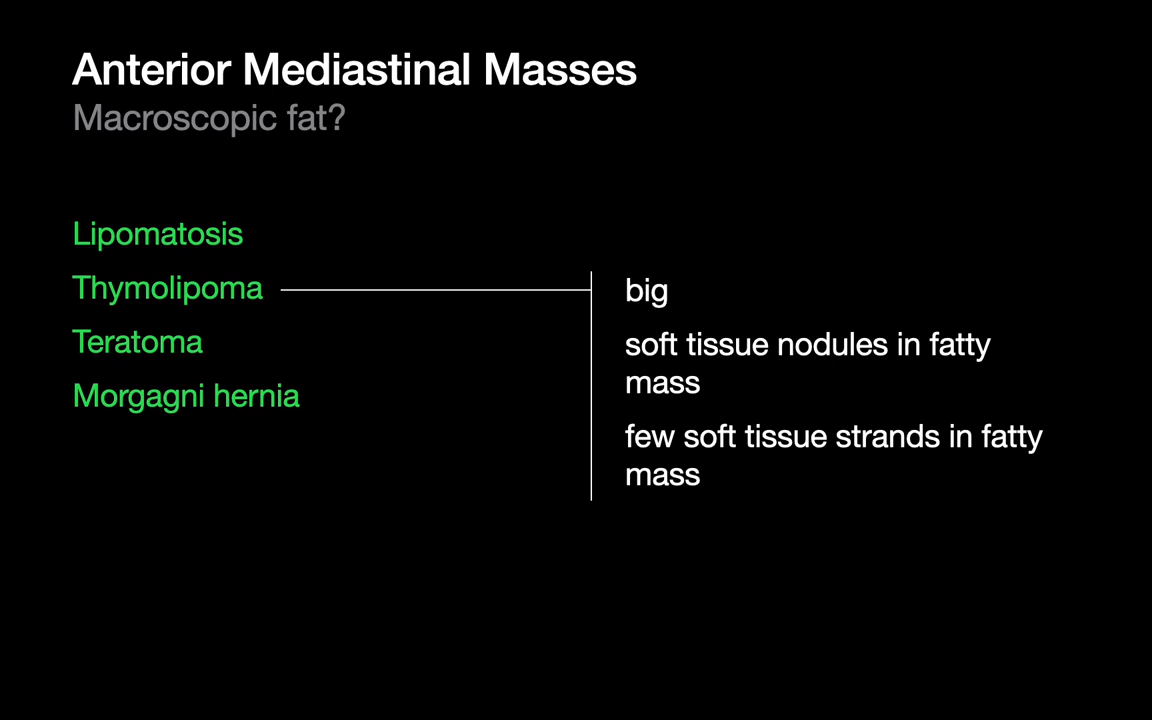 Anterior Mediastinal Masses
Macroscopic fat?
Lipomatosis
Thymolipoma
Teratoma
Morgagni hernia
big
soft tissue nodules in fatty
mass
few soft tissue strands in fatty
mass